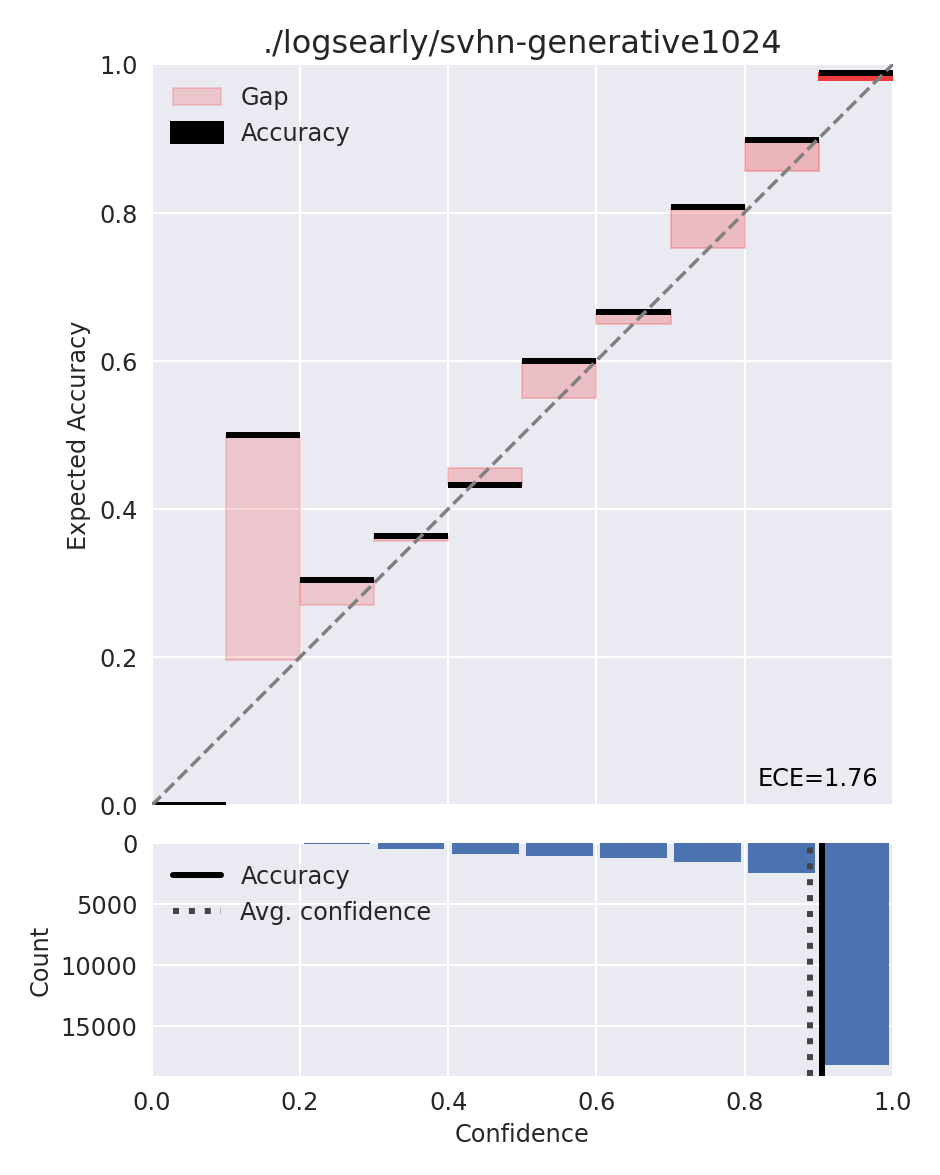 ./logsearly/svhn-generative1024
1.0
Gap
Accuracy
0.8
0.6
Expected Accuracy
0.4
0.2
ECE=1.76
0.0
0
Accuracy
5000
Avg. confidence
Count
10000
15000
0.0 0.2 0.4 0.6 0.8 1.0
Confidence